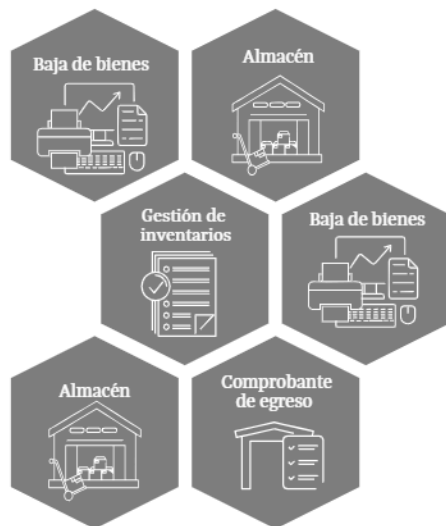 Baja de bienes
Almacén
Gestión de
inventarios
Baja de bienes
Almacén
Comprobante
de egreso